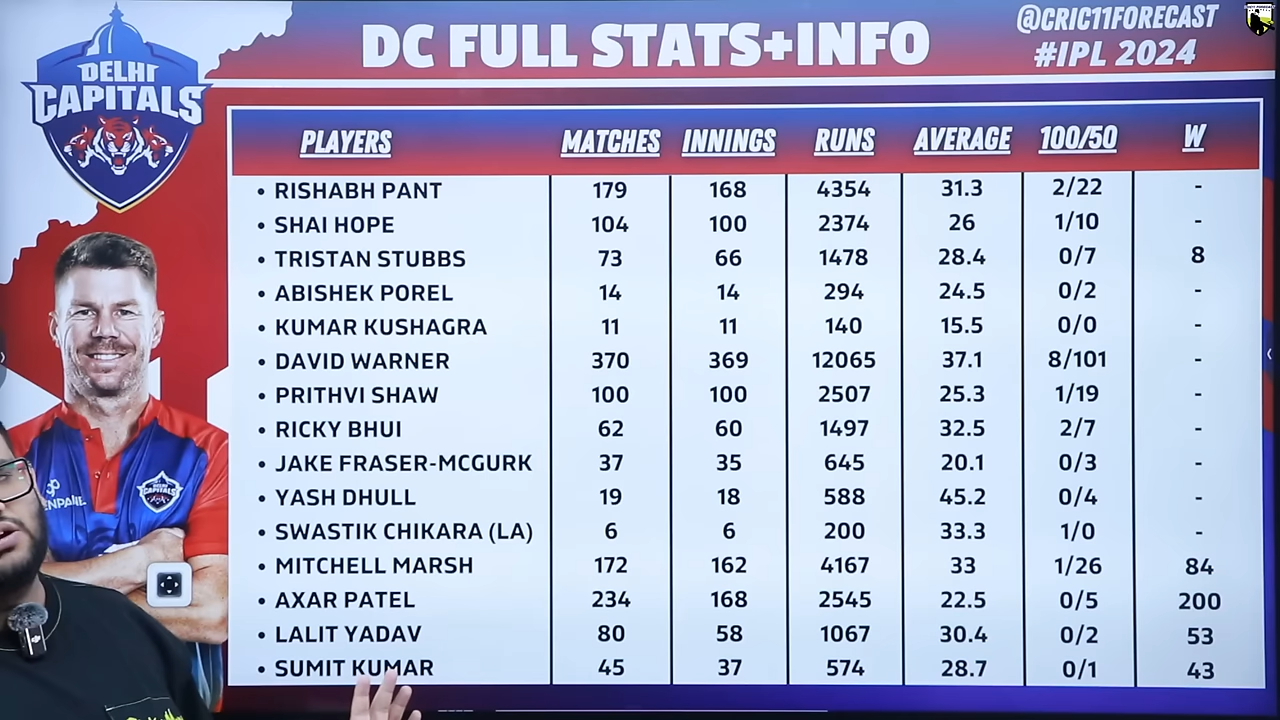 DC FULL STATS+INFO
@CRIC11FORECAST
#IPL 2024
DELHI
CAPITALS
PLAYERS MATCHES INNINGS RUNS AVERAGE 100/50 W
• RISHABH PANT 179 168 4354 31.3 2/22 -
• SHAI HOPE 104 100 2374 26 1/10 -
• TRISTAN STUBBS 73 66 1478 28.4 0/7 8
• ABISHEK POREL 14 14 294 24.5 0/2 -
• KUMAR KUSHAGRA 11 11 140 15.5 0/0 -
• DAVID WARNER 370 369 12065 37.1 8/101 -
• PRITHVI SHAW 100 100 2507 25.3 1/19 -
• RICKY BHUI 62 60 1497 32.5 2/7 -
• JAKE FRASER-MCGURK 37 35 645 20.1 0/3 -
• YASH DHULL 19 18 588 45.2 0/4 -
• SWASTIK CHIKARA (LA) 6 6 200 33.3 1/0 -
• MITCHELL MARSH 172 162 4167 33 1/26 84
• AXAR PATEL 234 168 2545 22.5 0/5 200
• LALIT YADAV 80 58 1067 30.4 0/2 53
• SUMIT KUMAR 45 37 574 28.7 0/1 43
CAPITALS